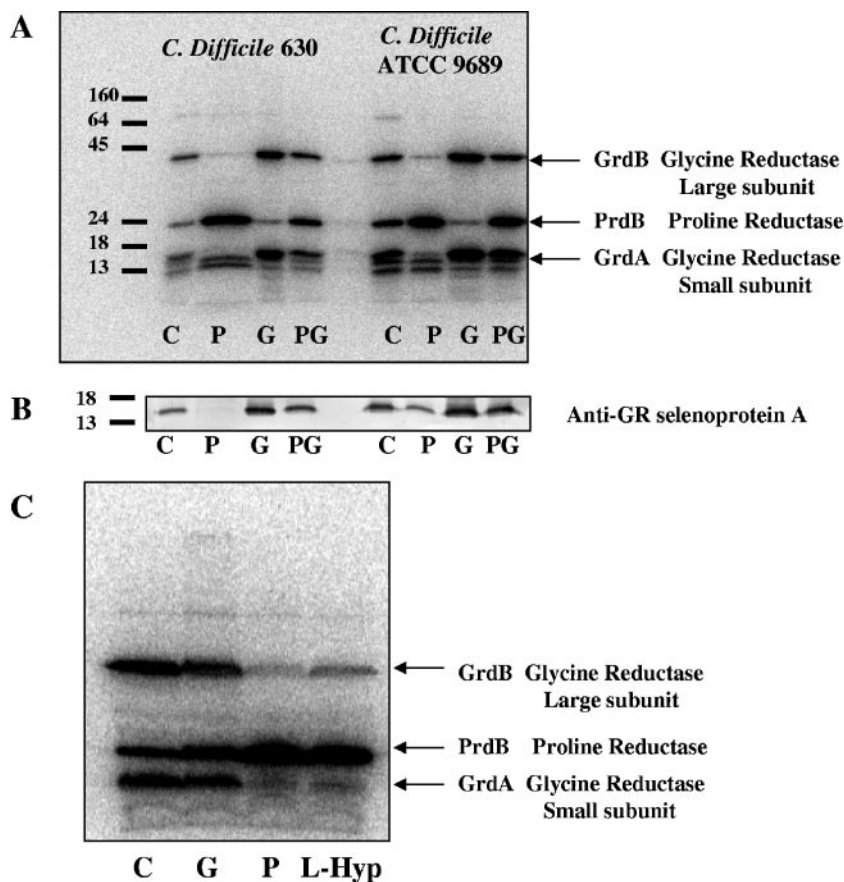 A
C. Difficile 630
C. Difficile
ATCC 9689
160
64
45
24
18
13
GrdB Glycine Reductase
Large subunit
PrdB Proline Reductase
GrdA Glycine Reductase
Small subunit
C P G PG C P G PG
B
18
13
Anti-GR selenoprotein A
C P G PG C P G PG
C
GrdB Glycine Reductase
Large subunit
PrdB Proline Reductase
GrdA Glycine Reductase
Small subunit
C G P L-Hyp